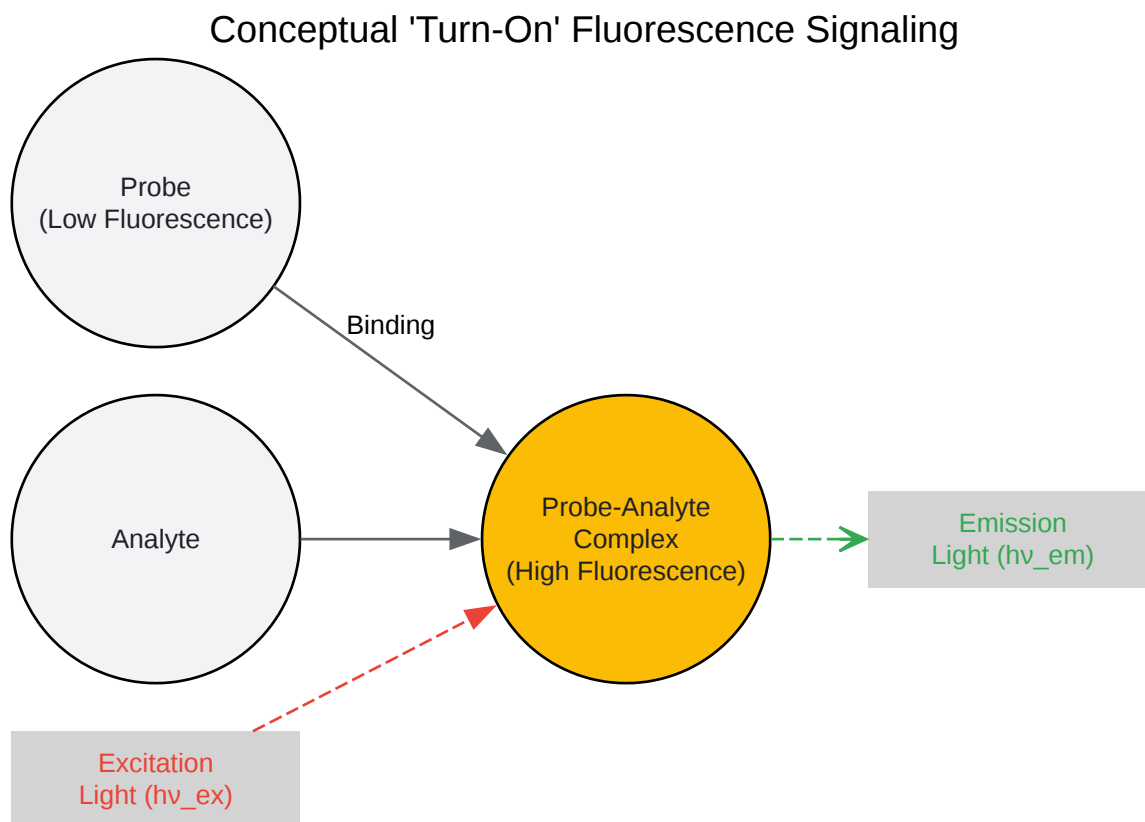 Conceptual 'Turn-On' Fluorescence Signaling
Probe
(Low Fluorescence)
Binding
Analyte
Probe-Analyte
Complex
(High Fluorescence)
Emission
Light (hν_em)
Excitation
Light (hν_ex)